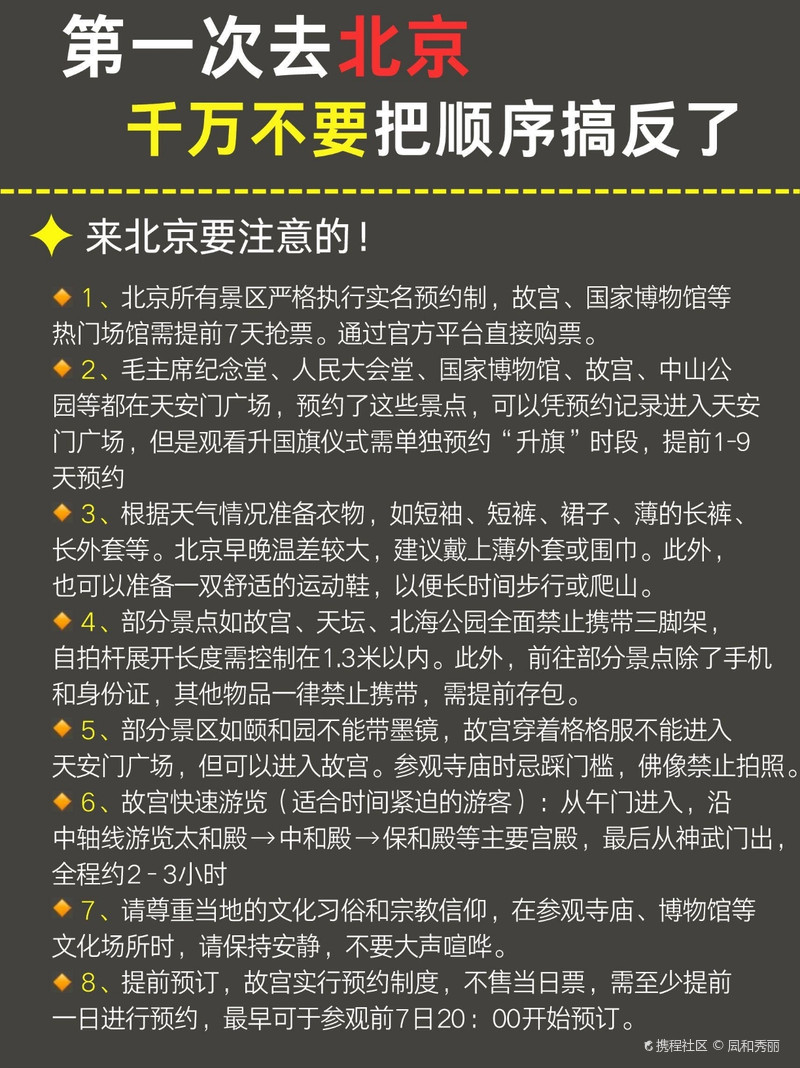 第一次去北京
千万不要把顺序搞反了
来北京要注意的！
1、北京所有景区严格执行实名预约制，故宫、国家博物馆等
热门场馆需提前7天抢票。通过官方平台直接购票。
2、毛主席纪念堂、人民大会堂、国家博物馆、故宫、中山公
园等都在天安门广场，预约了这些景点，可以凭预约记录进入天安
门广场，但是观看升国旗仪式需单独预约“升旗”时段，提前1-9
天预约
3、根据天气情况准备衣物，如短袖、短裤、裙子、薄的长裤、
长外套等。北京早晚温差较大，建议戴上薄外套或围巾。此外，
也可以准备一双舒适的运动鞋，以便长时间步行或爬山。
4、部分景点如故宫、天坛、北海公园全面禁止携带三脚架，
自拍杆展开长度需控制在1.3米以内。此外，前往部分景点除了手机
和身份证，其他物品一律禁止携带，需提前存包。
5、部分景区如颐和园不能带墨镜，故宫穿着格格服不能进入
天安门广场，但可以进入故宫。参观寺庙时忌踩门槛，佛像禁止拍照。
6、故宫快速游览（适合时间紧迫的游客）：从午门进入，沿
中轴线游览太和殿→中和殿→保和殿等主要宫殿，最后从神武门出，
全程约2-3小时
7、请尊重当地的文化习俗和宗教信仰，在参观寺庙、博物馆等
文化场所时，请保持安静，不要大声喧哗。
8、提前预订，故宫实行预约制度，不售当日票，需至少提前
一日进行预约，最早可于参观前7日20：00开始预订。
携程社区 © 凬和秀丽